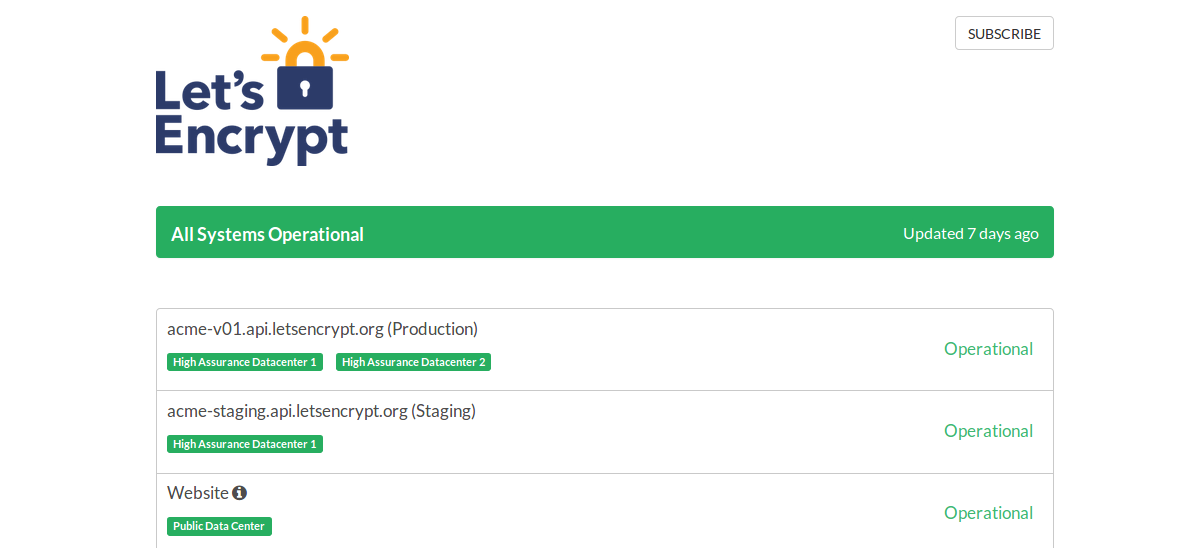 Let's
Encrypt
SUBSCRIBE
All Systems Operational
Updated 7 days ago
acme-v01.api.letsencrypt.org (Production)
High Assurance Datacenter 1 High Assurance Datacenter 2
Operational
acme-staging.api.letsencrypt.org (Staging)
High Assurance Datacenter 1
Operational
Website
Public Data Center
Operational